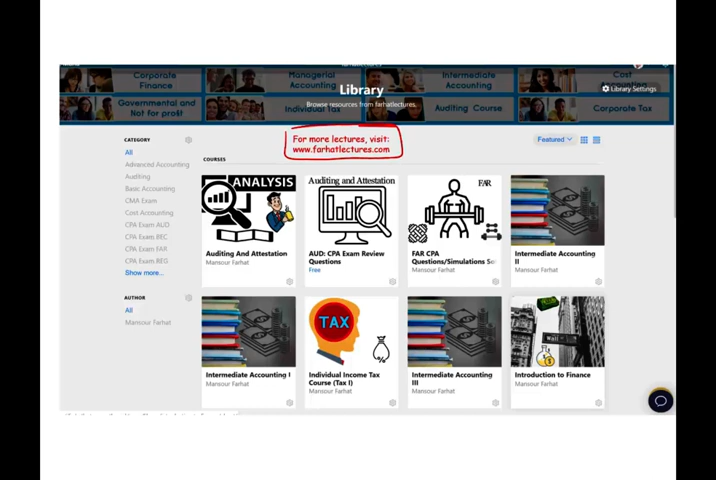 farhatlectures
Corporate
Finance
Managerial
Accounting
Intermediate
Accounting
Cost
Accounting
Library
Library Settings
Browse resources from farhatlectures.
Governmental and
Not for profit
Individual Tax
Auditing Course
Corporate Tax
For more lectures, visit:
www.farhatlectures.com
Featured
CATEGORY
All
Advanced Accounting
Auditing
Basic Accounting
CMA Exam
Cost Accounting
CPA Exam AUD
CPA Exam BEC
CPA Exam FAR
CPA Exam REG
Show more...
AUTHOR
All
Mansour Farhat
COURSES
ANALYSIS
Auditing And Attestation
Mansour Farhat
Auditing and Attestation
AUD: CPA Exam Review
Questions
Free
FAR
FAR CPA
Questions/Simulations
Mansour Farhat
Intermediate Accounting
II
Mansour Farhat
Intermediate Accounting I
Mansour Farhat
TAX
Individual Income Tax
Course (Tax I)
Mansour Farhat
Intermediate Accounting
III
Mansour Farhat
Wall
Introduction to Finance
Mansour Farhat